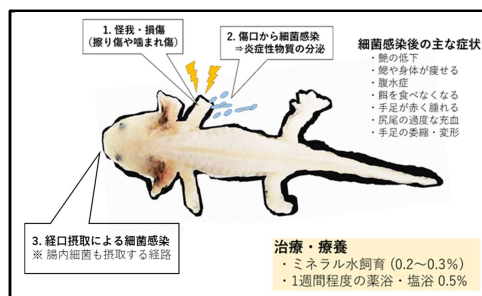 1. 怪我・損傷
(擦り傷や噛まれ傷)
2. 傷口から細菌感染
⇒炎症性物質の分泌
細菌感染後の主な症状
・艶の低下
・鰓や身体が痩せる
・腹水症
・餌を食べなくなる
・手足が赤く腫れる
・尻尾の過度な充血
・手足の委縮・変形
3. 経口摂取による細菌感染
※ 腸内細菌も摂取する経路
治療・療養
・ミネラル水飼育 (0.2～0.3%)
・1週間程度の薬浴・塩浴 0.5%